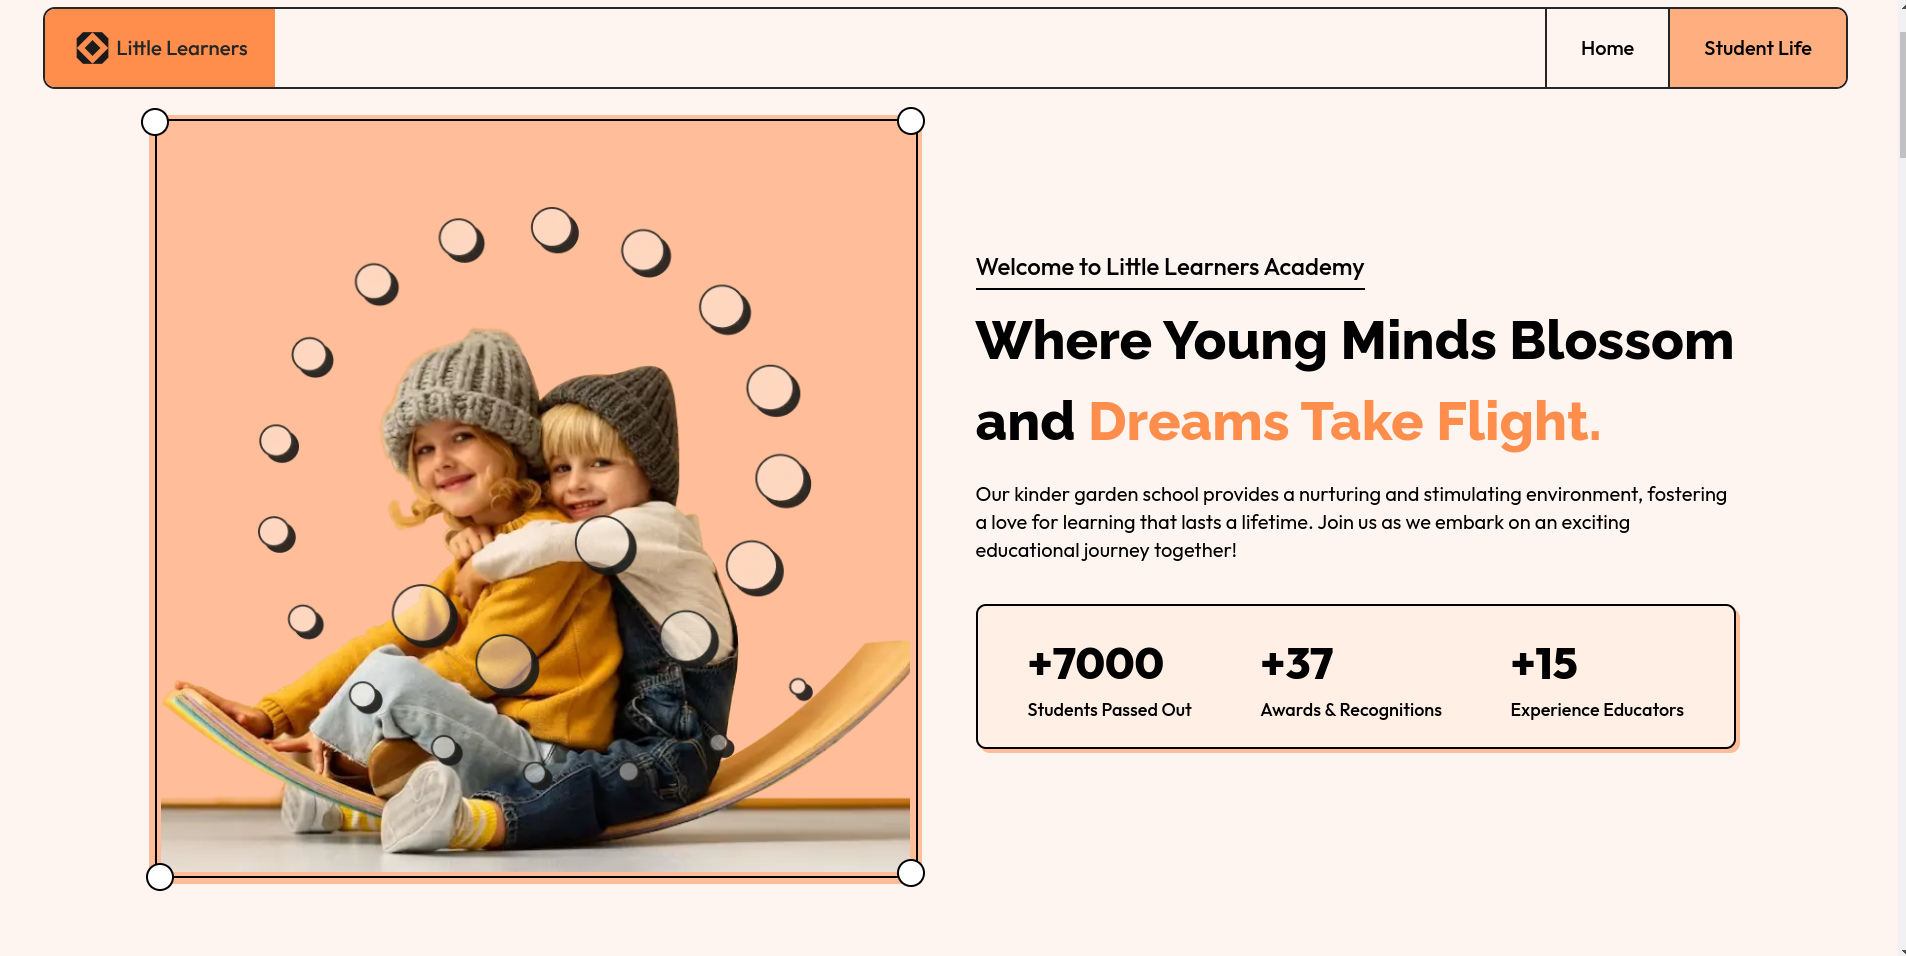 Little Learners
Home
Student Life
Welcome to Little Learners Academy
Where Young Minds Blossom
and Dreams Take Flight.
Our kinder garden school provides a nurturing and stimulating environment, fostering
a love for learning that lasts a lifetime. Join us as we embark on an exciting
educational journey together!
+7000
Students Passed Out
+37
Awards & Recognitions
+15
Experience Educators